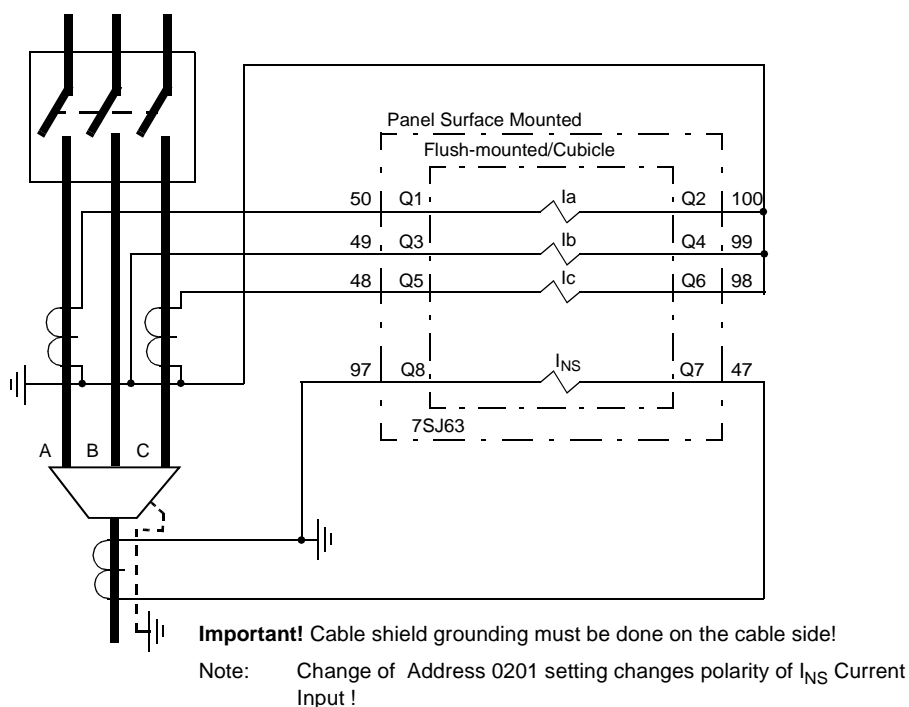 Panel Surface Mounted
Flush-mounted/Cubicle
50 Q1 Ia Q2 100
49 Q3 Ib Q4 99
48 Q5 Ic Q6 98
97 Q8 INS Q7 47
7SJ63
A B C
Important! Cable shield grounding must be done on the cable side!
Note: Change of Address 0201 setting changes polarity of INS Current
Input !